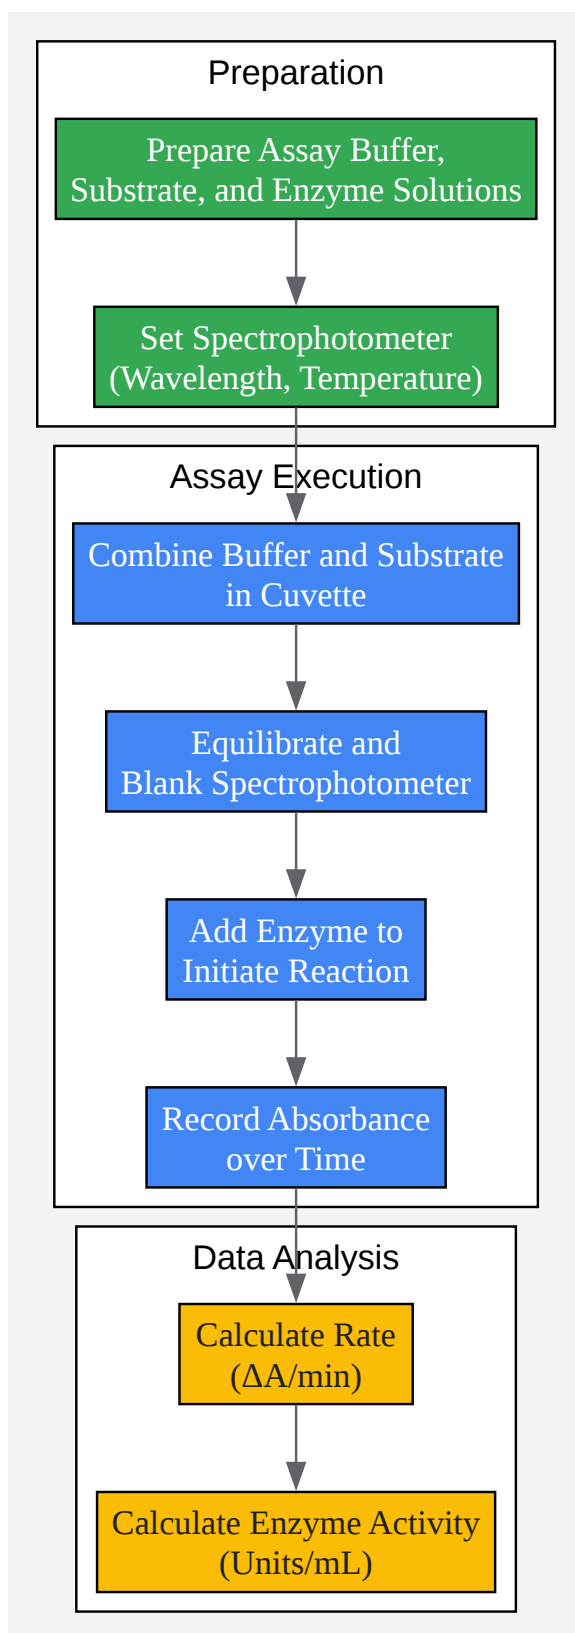 Preparation
Prepare Assay Buffer,
Substrate, and Enzyme Solutions
Set Spectrophotometer
(Wavelength, Temperature)
Assay Execution
Combine Buffer and Substrate
in Cuvette
Equilibrate and
Blank Spectrophotometer
Add Enzyme to
Initiate Reaction
Record Absorbance
over Time
Data Analysis
Calculate Rate
(ΔA/min)
Calculate Enzyme Activity
(Units/mL)